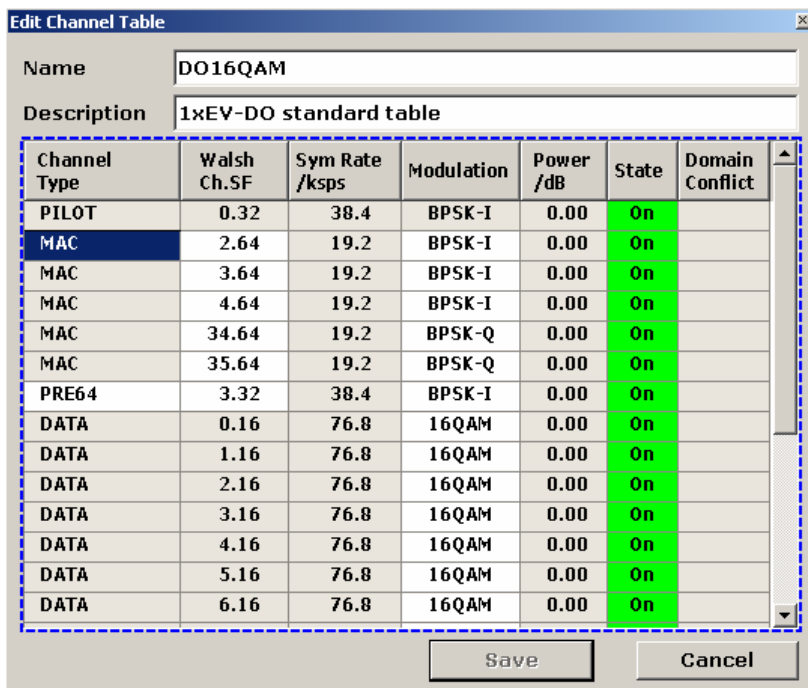 Edit Channel Table
Name DO16QAM
Description 1xEV-DO standard table
Channel Type Walsh Ch.SF Sym Rate /ksps Modulation Power /dB State Domain Conflict
PILOT 0.32 38.4 BPSK-I 0.00 On
MAC 2.64 19.2 BPSK-I 0.00 On
MAC 3.64 19.2 BPSK-I 0.00 On
MAC 4.64 19.2 BPSK-I 0.00 On
MAC 34.64 19.2 BPSK-Q 0.00 On
MAC 35.64 19.2 BPSK-Q 0.00 On
PRE64 3.32 38.4 BPSK-I 0.00 On
DATA 0.16 76.8 16QAM 0.00 On
DATA 1.16 76.8 16QAM 0.00 On
DATA 2.16 76.8 16QAM 0.00 On
DATA 3.16 76.8 16QAM 0.00 On
DATA 4.16 76.8 16QAM 0.00 On
DATA 5.16 76.8 16QAM 0.00 On
DATA 6.16 76.8 16QAM 0.00 On
Save Cancel